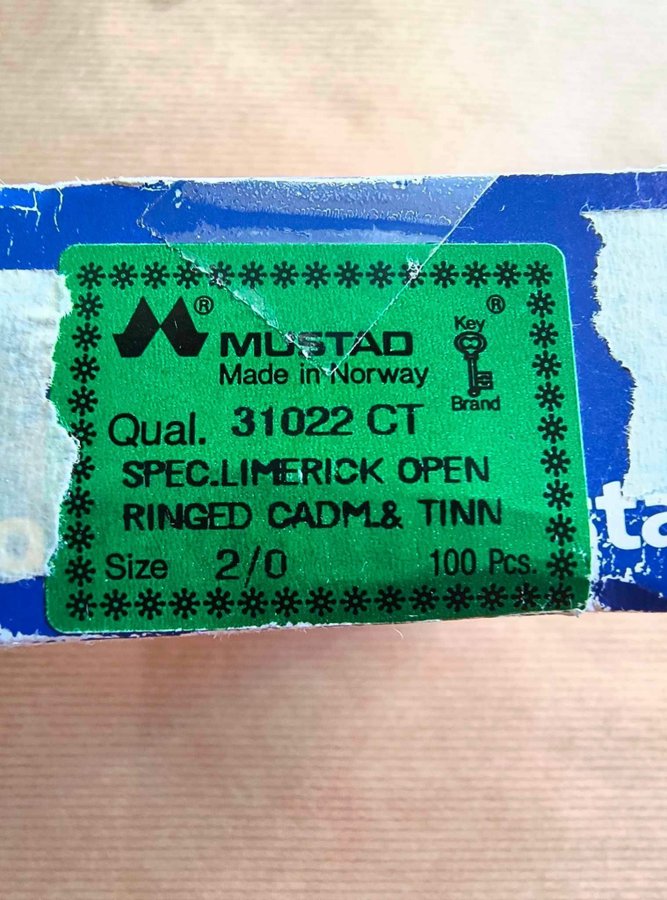 ®
®
MUSTAD
Key
Made in Norway
Brand
Qual. 31022 CT
SPEC.LIMERICK OPEN
RINGED CADM.& TINN
Size 2/0 100 Pcs.
ta